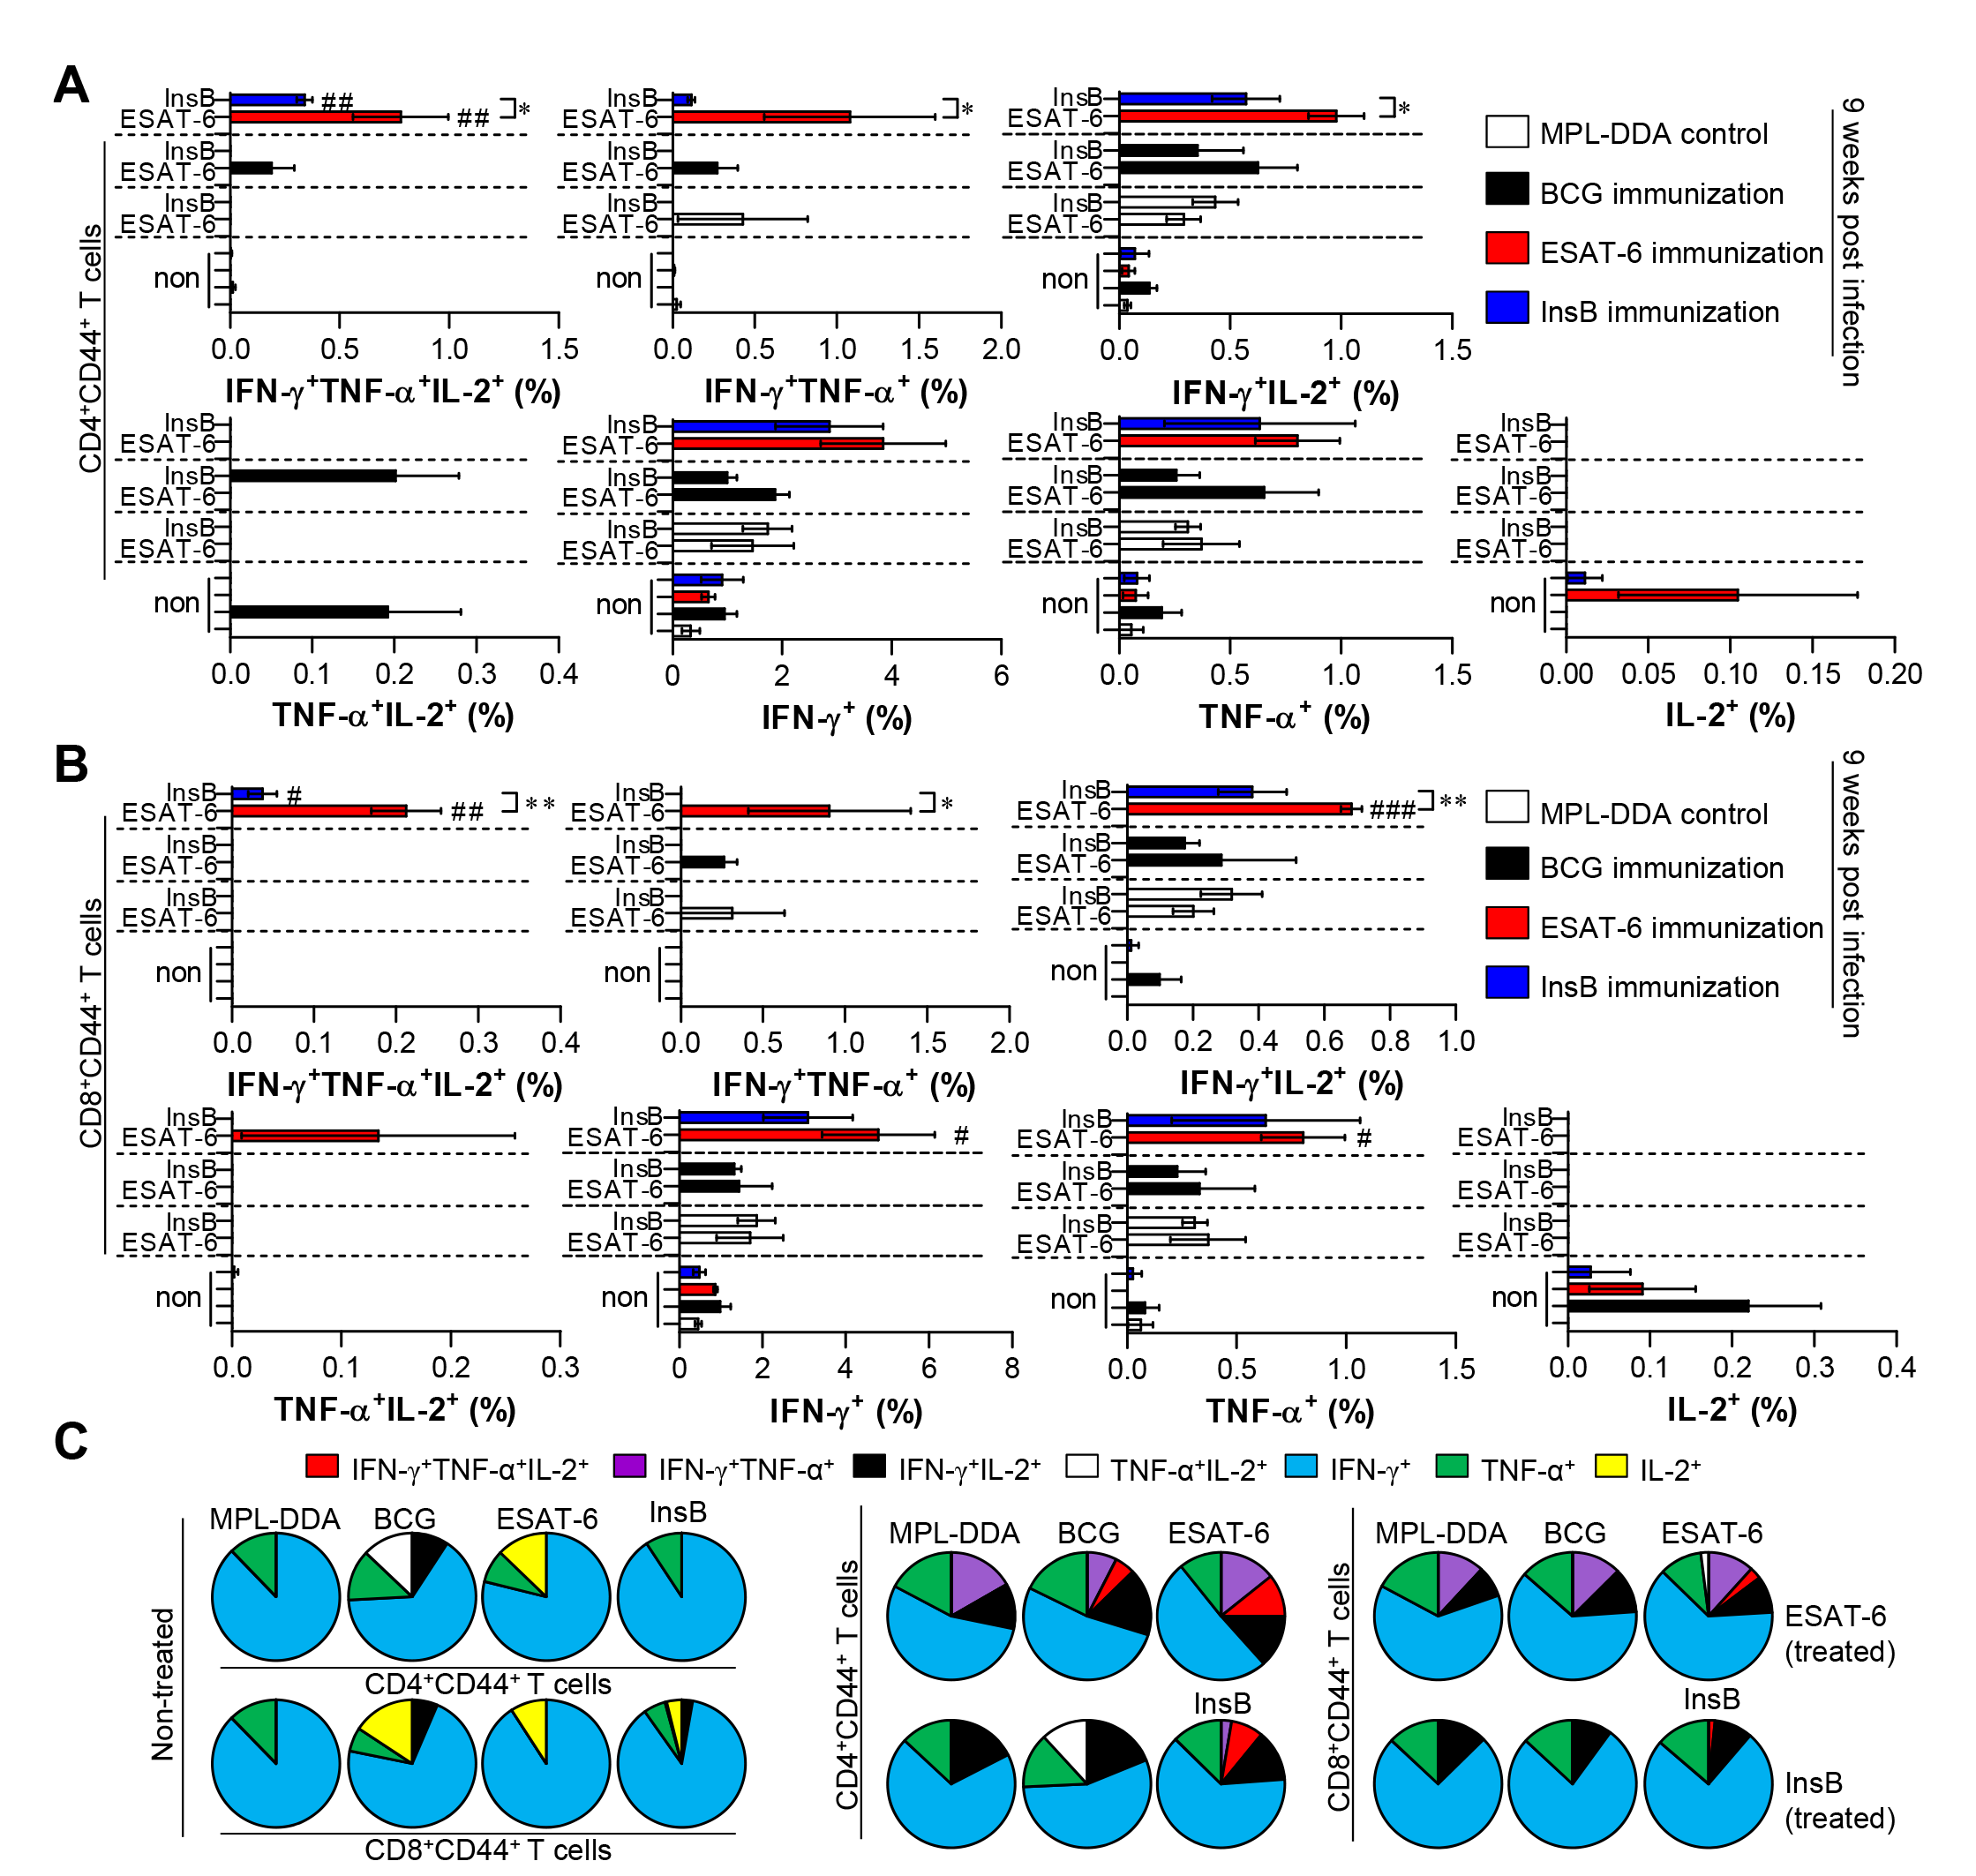 A
InsB
ESAT-6
InsB
ESAT-6
InsB
ESAT-6
non
## 
##
*
0.0 0.5 1.0 1.5
IFN-γ+TNF-α+IL-2+ (%)
InsB
ESAT-6
InsB
ESAT-6
InsB
ESAT-6
non
*
0.0 0.5 1.0 1.5 2.0
IFN-γ+TNF-α+ (%)
InsB
ESAT-6
InsB
ESAT-6
InsB
ESAT-6
non
*
0.0 0.5 1.0 1.5
IFN-γ+IL-2+ (%)
MPL-DDA control
BCG immunization
ESAT-6 immunization
InsB immunization
9 weeks post infection
CD4+CD44+ T cells
InsB
ESAT-6
InsB
ESAT-6
InsB
ESAT-6
non
0.0 0.1 0.2 0.3 0.4
TNF-α+IL-2+ (%)
InsB
ESAT-6
InsB
ESAT-6
InsB
ESAT-6
non
0 2 4 6
IFN-γ+ (%)
InsB
ESAT-6
InsB
ESAT-6
InsB
ESAT-6
non
0.0 0.5 1.0 1.5
TNF-α+ (%)
InsB
ESAT-6
InsB
ESAT-6
InsB
ESAT-6
non
0.00 0.05 0.10 0.15 0.20
IL-2+ (%)
B
InsB
ESAT-6
InsB
ESAT-6
InsB
ESAT-6
non
#
##
**
0.0 0.1 0.2 0.3 0.4
IFN-γ+TNF-α+IL-2+ (%)
InsB
ESAT-6
InsB
ESAT-6
InsB
ESAT-6
non
*
0.0 0.5 1.0 1.5 2.0
IFN-γ+TNF-α+ (%)
InsB
ESAT-6
InsB
ESAT-6
InsB
ESAT-6
non
###
**
0.0 0.2 0.4 0.6 0.8 1.0
IFN-γ+IL-2+ (%)
MPL-DDA control
BCG immunization
ESAT-6 immunization
InsB immunization
9 weeks post infection
CD8+CD44+ T cells
InsB
ESAT-6
InsB
ESAT-6
InsB
ESAT-6
non
0.0 0.1 0.2 0.3
TNF-α+IL-2+ (%)
InsB
ESAT-6
InsB
ESAT-6
InsB
ESAT-6
non
#
0 2 4 6 8
IFN-γ+ (%)
InsB
ESAT-6
InsB
ESAT-6
InsB
ESAT-6
non
#
0.0 0.5 1.0 1.5
TNF-α+ (%)
InsB
ESAT-6
InsB
ESAT-6
InsB
ESAT-6
non
0.0 0.1 0.2 0.3 0.4
IL-2+ (%)
C
IFN-γ+TNF-α+IL-2+ IFN-γ+TNF-α+ IFN-γ+IL-2+ TNF-α+IL-2+ IFN-γ+ TNF-α+ IL-2+
Non-treated
MPL-DDA BCG ESAT-6 InsB
CD4+CD44+ T cells
CD8+CD44+ T cells
CD4+CD44+ T cells
MPL-DDA BCG ESAT-6
InsB
CD8+CD44+ T cells
MPL-DDA BCG ESAT-6
ESAT-6
(treated)
InsB
InsB
(treated)